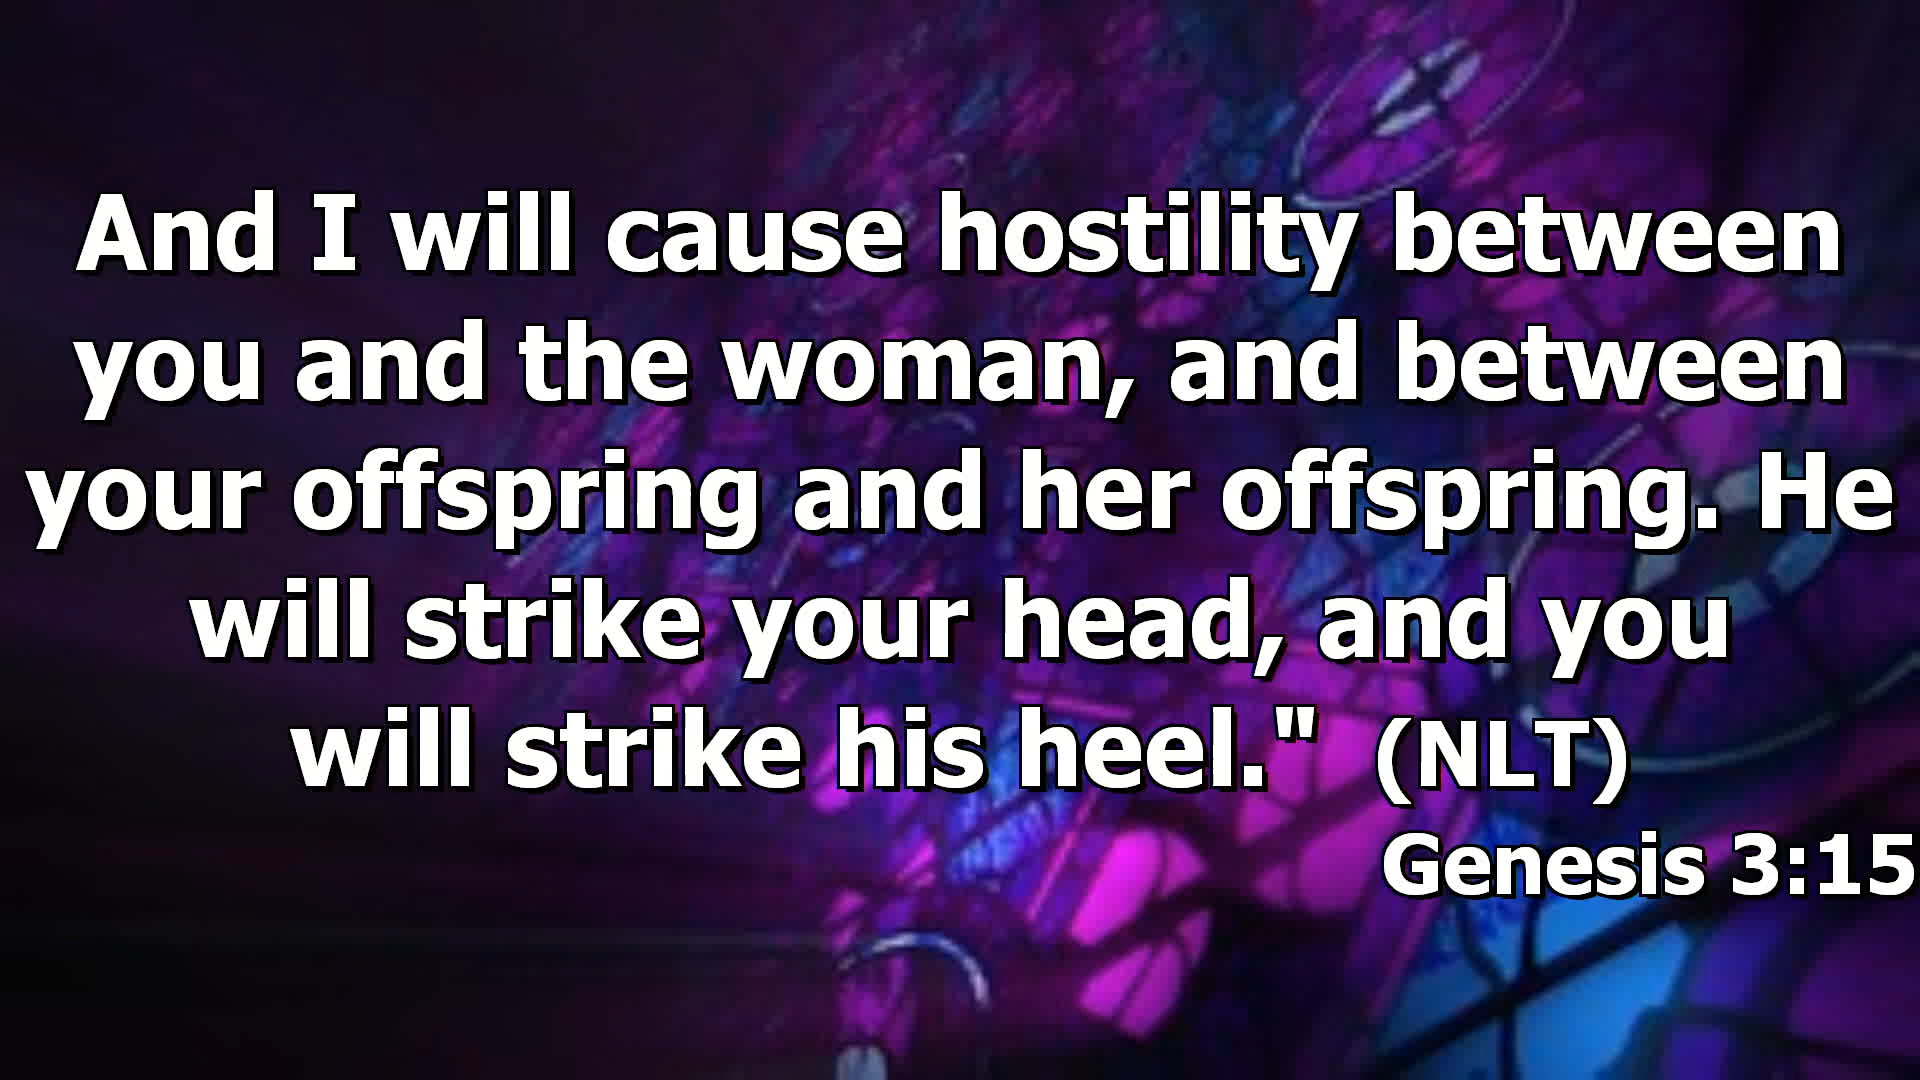 And I will cause hostility between
you and the woman, and between
your offspring and her offspring. He
will strike your head, and you
will strike his heel." (NLT)
Genesis 3:15